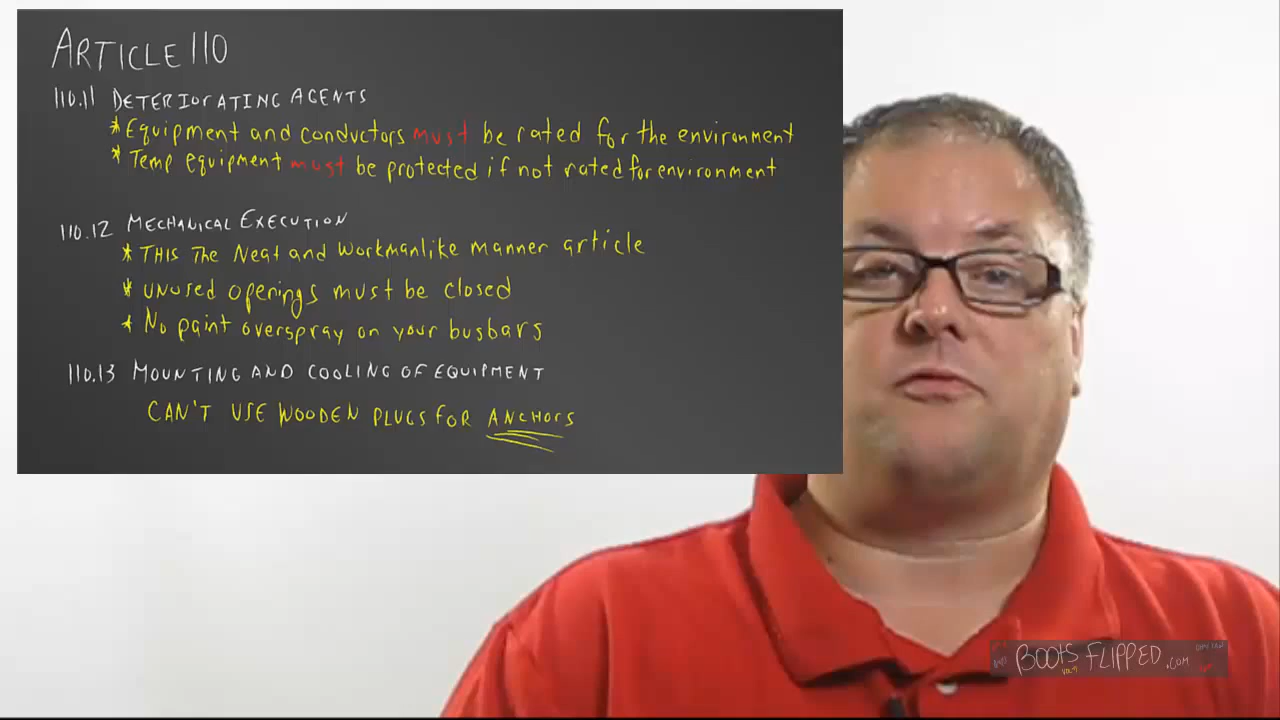 ARTICLE 110
110.11 DETERIORATING AGENTS
* Equipment and conductors must be rated for the environment
* Temp equipment must be protected if not rated for environment
110.12 MECHANICAL EXECUTION
* THIS The Neat and Workmanlike manner article
* unused openings must be closed
* No paint overspray on your busbars
110.13 MOUNTING AND COOLING OF EQUIPMENT
CAN'T USE WOODEN PLUGS FOR ANCHORS
BOOTS FLIPPED.COM